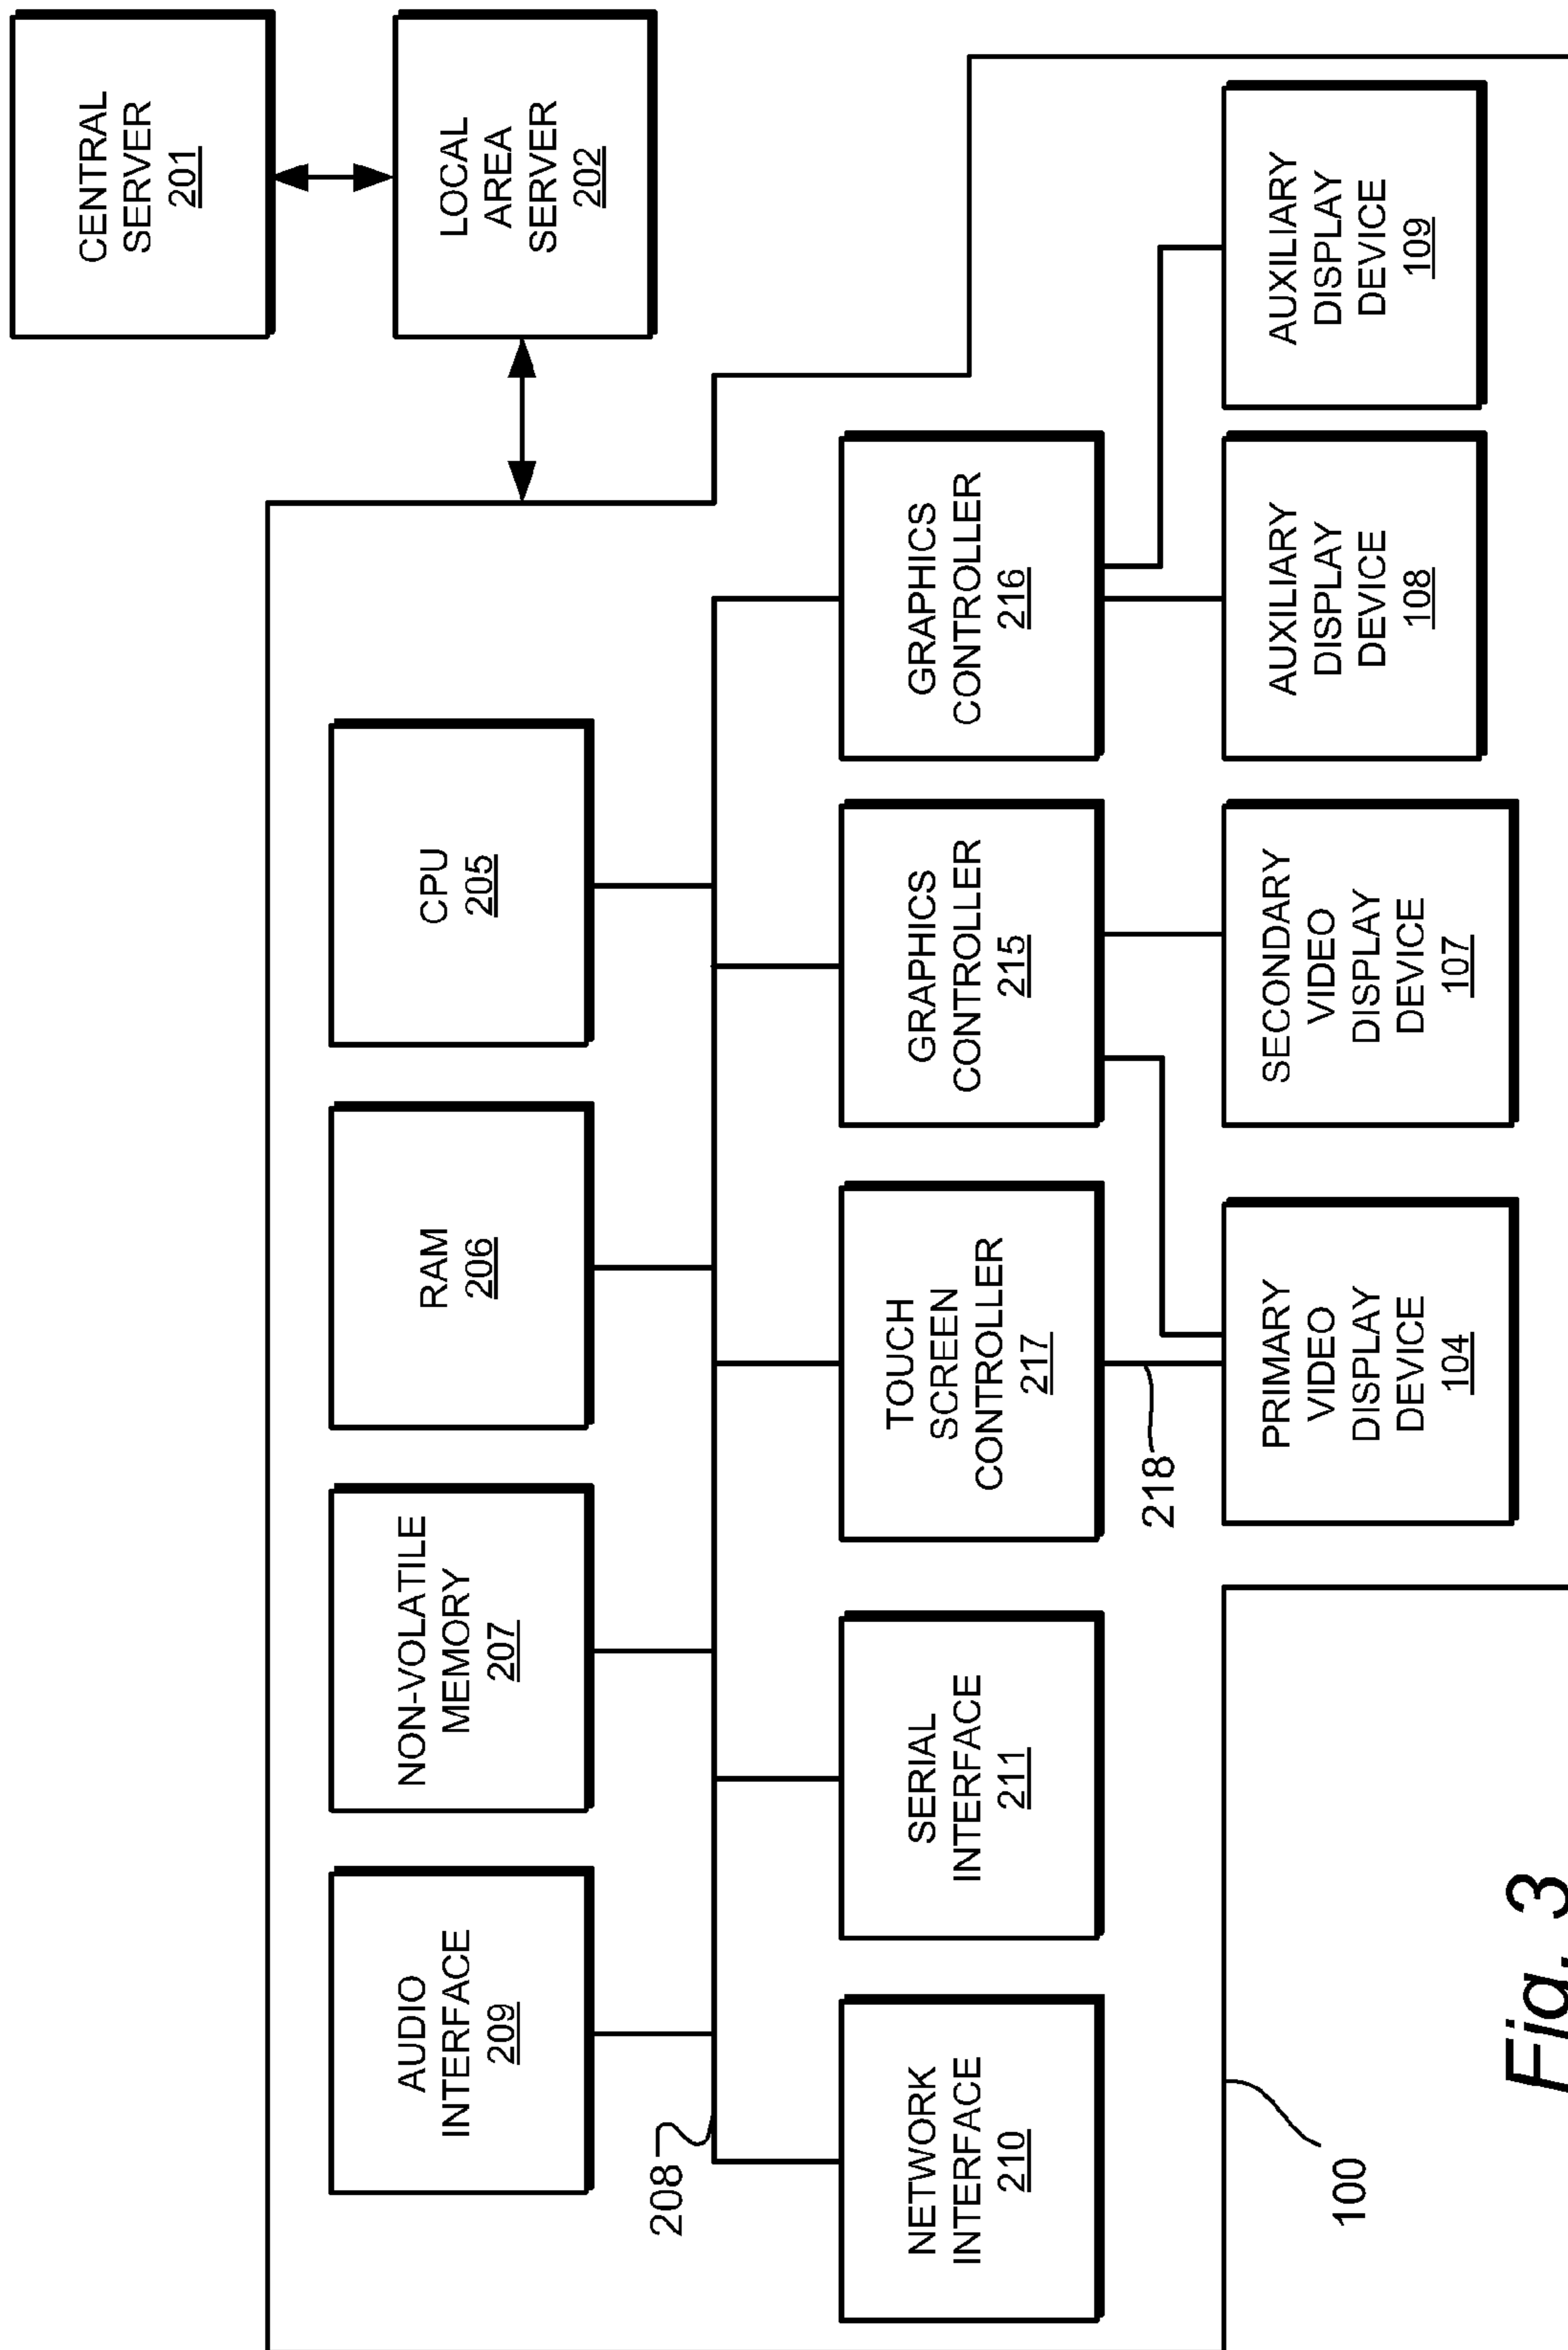 CENTRAL
SERVER
201
LOCAL
AREA
SERVER
202
AUDIO
INTERFACE
209
NON-VOLATILE
MEMORY
207
RAM
206
CPU
205
208
NETWORK
INTERFACE
210
SERIAL
INTERFACE
211
TOUCH
SCREEN
CONTROLLER
217
GRAPHICS
CONTROLLER
215
GRAPHICS
CONTROLLER
216
218
PRIMARY
VIDEO
DISPLAY
DEVICE
104
SECONDARY
VIDEO
DISPLAY
DEVICE
107
AUXILIARY
DISPLAY
DEVICE
108
AUXILIARY
DISPLAY
DEVICE
109
100
Fig. 3